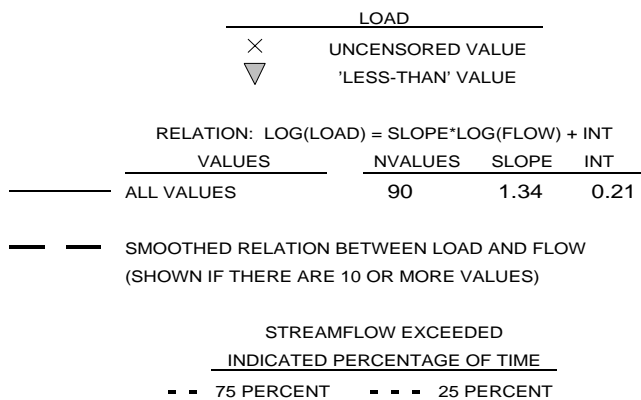 LOAD
UNCENSORED VALUE
'LESS-THAN' VALUE
RELATION: LOG(LOAD) = SLOPE*LOG(FLOW) + INT
VALUES NVALUES SLOPE INT
ALL VALUES 90 1.34 0.21
SMOOTHED RELATION BETWEEN LOAD AND FLOW
(SHOWN IF THERE ARE 10 OR MORE VALUES)
STREAMFLOW EXCEEDED
INDICATED PERCENTAGE OF TIME
75 PERCENT 25 PERCENT